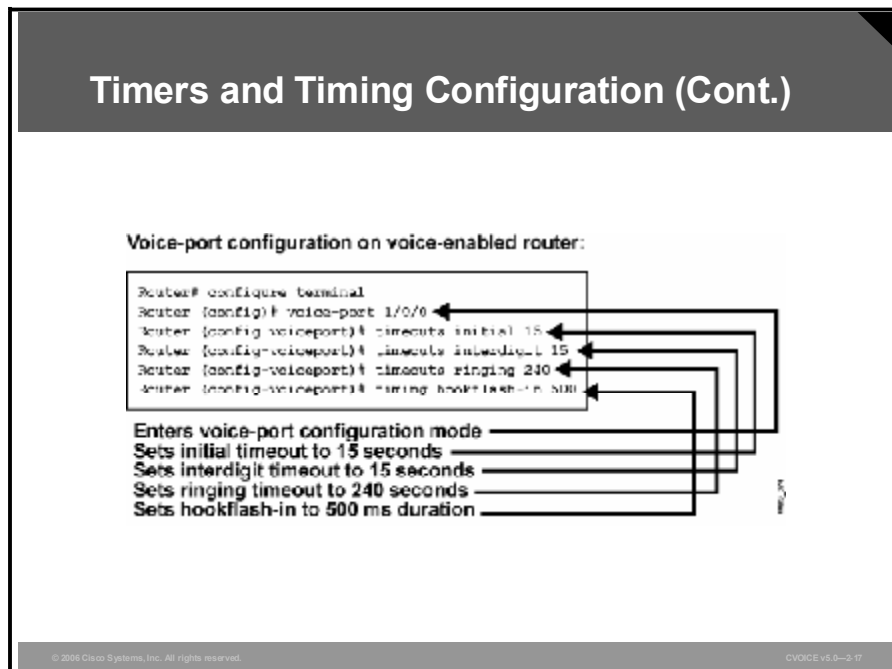 Timers and Timing Configuration (Cont.)
Voice-port configuration on voice-enabled router:
Router# configure terminal
Router (config)# voice-port 1/0/0
Router (config-voiceport)# timeouts initial 15
Router (config-voiceport)# timeouts interdigit 15
Router (config-voiceport)# timeouts ringing 240
Router (config-voiceport)# timing hookflash-in 500
Enters voice-port configuration mode
Sets initial timeout to 15 seconds
Sets interdigit timeout to 15 seconds
Sets ringing timeout to 240 seconds
Sets hookflash-in to 500 ms duration
© 2006 Cisco Systems, Inc. All rights reserved.
CVOICE v5.0—2-17